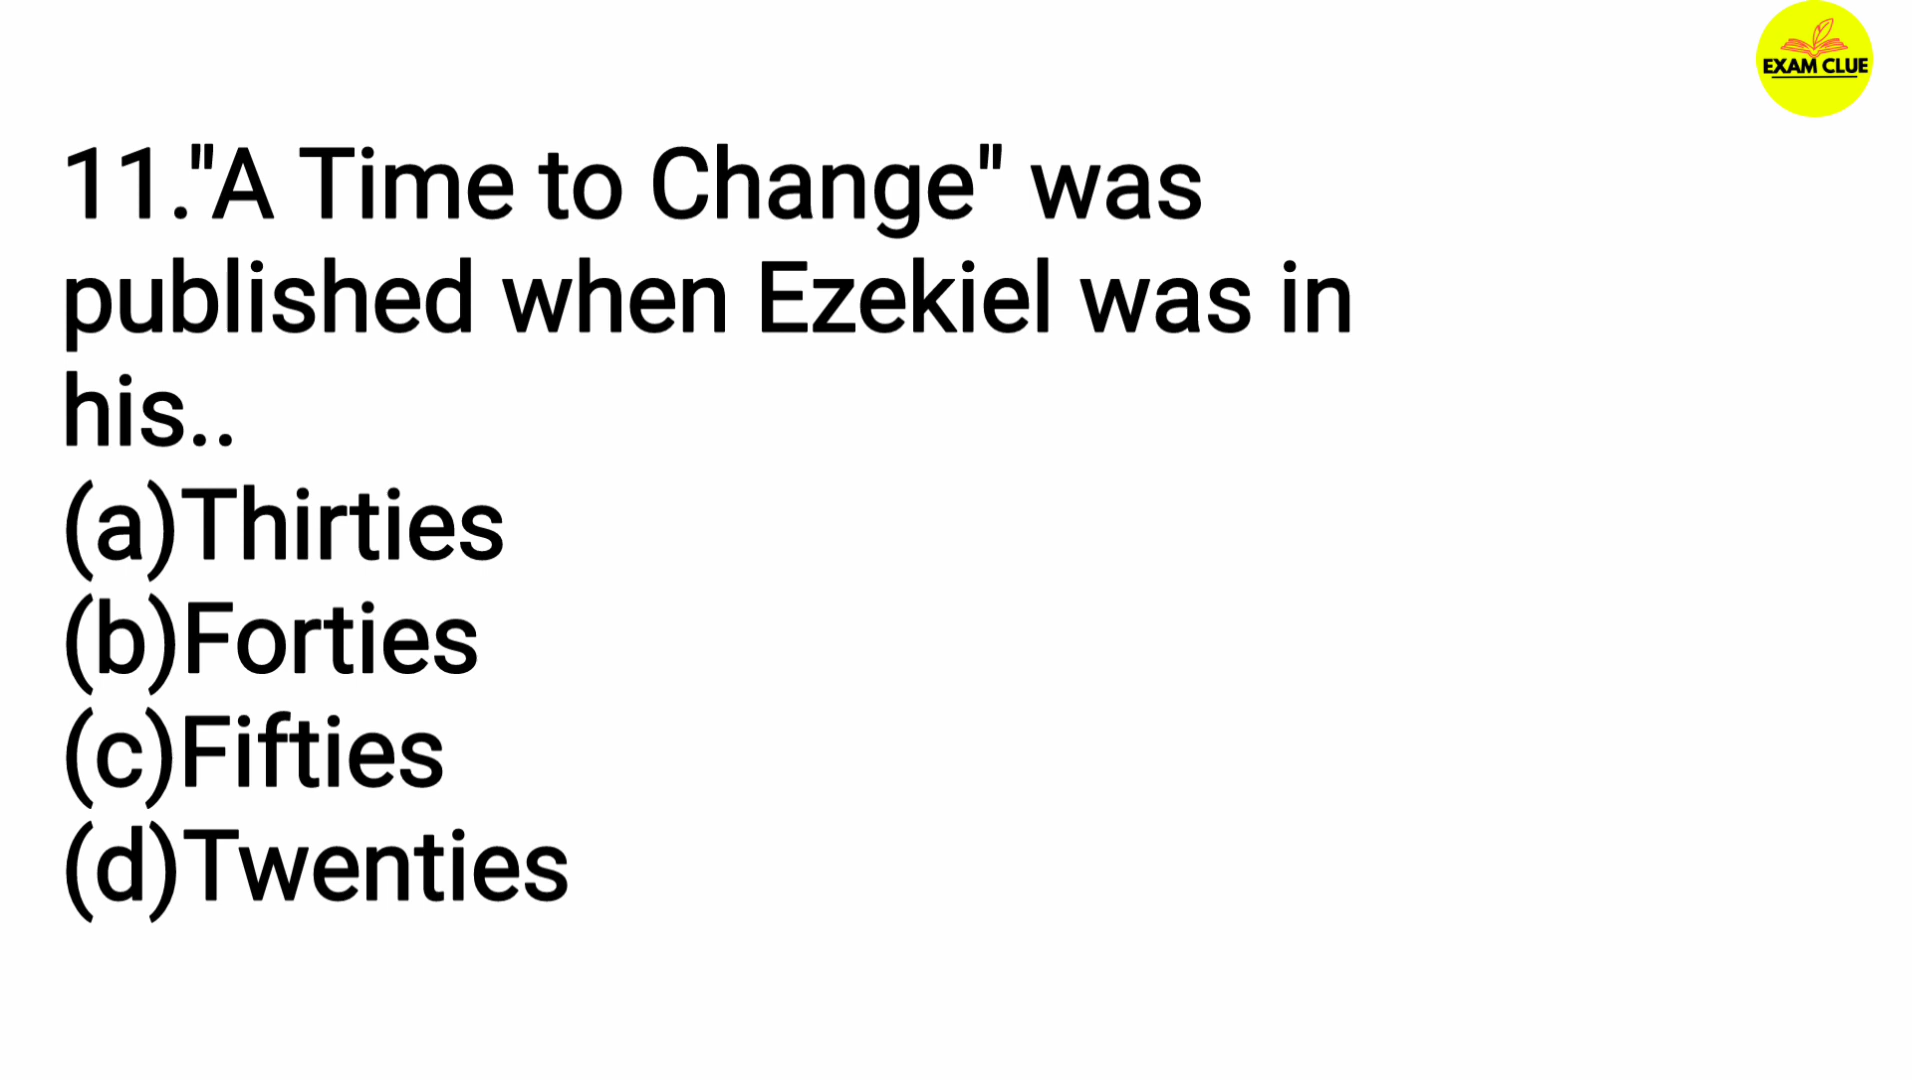 EXAM CLUE
11."A Time to Change" was
published when Ezekiel was in
his..
(a)Thirties
(b)Forties
(c)Fifties
(d)Twenties